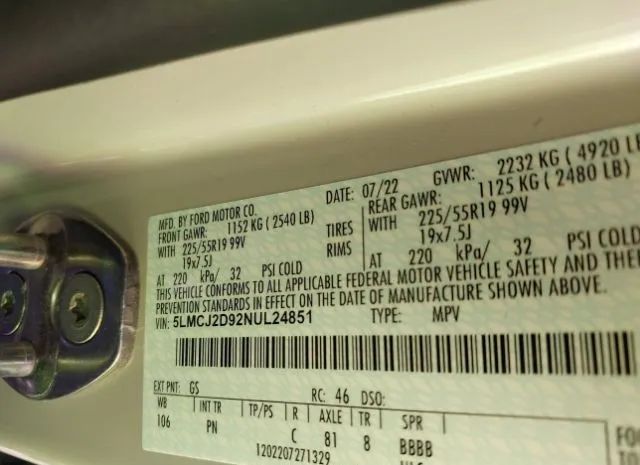 MFD. BY FORD MOTOR CO. DATE: 07/22 GVWR: 2232 KG ( 4920 LB
FRONT GAWR: 1152 KG ( 2540 LB) REAR GAWR: 1125 KG ( 2480 LB)
WITH 225/55R19 99V TIRES WITH 225/55R19 99V
19x7.5J RIMS 19x7.5J
AT 220 kPa/ 32 PSI COLD AT 220 kPa/ 32 PSI COLD
THIS VEHICLE CONFORMS TO ALL APPLICABLE FEDERAL MOTOR VEHICLE SAFETY AND
PREVENTION STANDARDS IN EFFECT ON THE DATE OF MANUFACTURE SHOWN ABOVE.
VIN: 5LMCJ2D92NUL24851 TYPE: MPV
EXT PNT: GS RC: 46 DSO:
WB INT TR TP/PS R AXLE TR SPR
106 PN C 81 8 BBBB
1202207271329